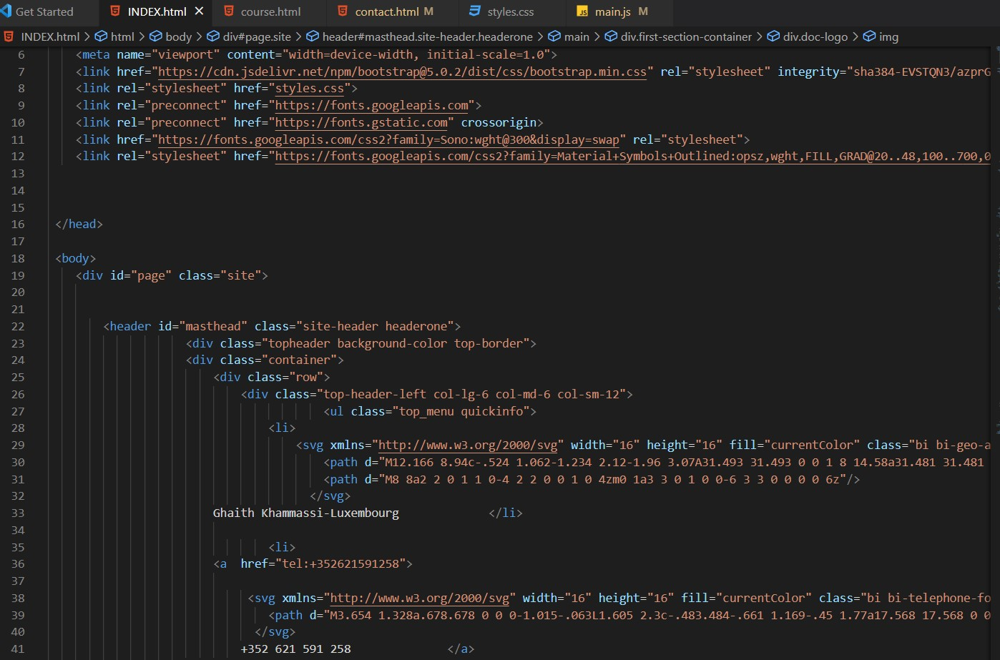 Get Started INDEX.html × course.html contact.html M styles.css JS main.js M
INDEX.html > html > body > div#page.site > header#masthead.site-header.headerone > main > div.first-section-container > div.doc-logo > img
6 <meta name="viewport" content="width=device-width, initial-scale=1.0">
7 <link href="https://cdn.jsdelivr.net/npm/bootstrap@5.0.2/dist/css/bootstrap.min.css" rel="stylesheet" integrity="sha384-EVSTQN3/azprG
8 <link rel="stylesheet" href="styles.css">
9 <link rel="preconnect" href="https://fonts.googleapis.com">
10 <link rel="preconnect" href="https://fonts.gstatic.com" crossorigin>
11 <link href="https://fonts.googleapis.com/css2?family=Sono:wght@300&display=swap" rel="stylesheet">
12 <link rel="stylesheet" href="https://fonts.googleapis.com/css2?family=Material+Symbols+Outlined:opsz,wght,FILL,GRAD@20..48,100..700,0
13
14
15
16 </head>
17
18 <body>
19 <div id="page" class="site">
20
21
22 <header id="masthead" class="site-header headerone">
23 <div class="topheader background-color top-border">
24 <div class="container">
25 <div class="row">
26 <div class="top-header-left col-lg-6 col-md-6 col-sm-12">
27 <ul class="top_menu quickinfo">
28 <li>
29 <svg xmlns="http://www.w3.org/2000/svg" width="16" height="16" fill="currentColor" class="bi bi-geo-a
30 <path d="M12.166 8.94c-.524 1.062-1.234 2.12-1.96 3.07A31.493 31.493 0 0 1 8 14.58a31.481 31.481
31 <path d="M8 8a2 2 0 1 1 0-4 2 2 0 0 1 0 4zm0 1a3 3 0 1 0 0-6 3 3 0 0 0 0 6z"/>
32 </svg>
33 Ghaith Khammassi-Luxembourg </li>
34
35 <li>
36 <a href="tel:+352621591258">
37
38 <svg xmlns="http://www.w3.org/2000/svg" width="16" height="16" fill="currentColor" class="bi bi-telephone-fo
39 <path d="M3.654 1.328a.678.678 0 0 0-1.015-.063L1.605 2.3c-.483.484-.661 1.169-.45 1.77a17.568 17.568 0 0
40 </svg>
41 +352 621 591 258 </a>